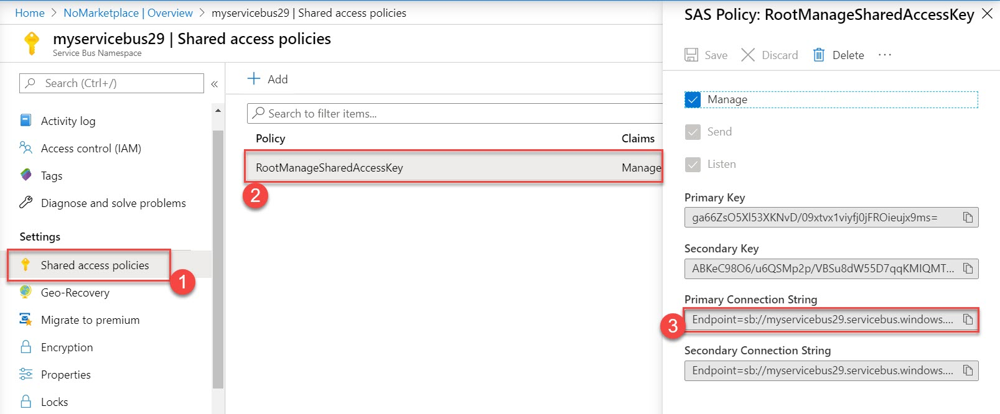 Home > NoMarketplace | Overview > myservicebus29 | Shared access policies
myservicebus29 | Shared access policies
Service Bus Namespace
Search (Ctrl+/)
«
Activity log
Access control (IAM)
Tags
Diagnose and solve problems
Settings
Shared access policies
1
Geo-Recovery
Migrate to premium
Encryption
Properties
Locks
Add
Search to filter items...
Policy Claims
RootManageSharedAccessKey Manage
2
SAS Policy: RootManageSharedAccessKey
Save Discard Delete ...
Manage
Send
Listen
Primary Key
ga66ZsO5Xl53XKNvD/09xtvx1viyfj0jFROieujx9ms=
Secondary Key
ABKeC98O6/u6QSMp2p/VBSu8dW55D7qqKMIQMT...
Primary Connection String
3
Endpoint=sb://myservicebus29.servicebus.windows....
Secondary Connection String
Endpoint=sb://myservicebus29.servicebus.windows....